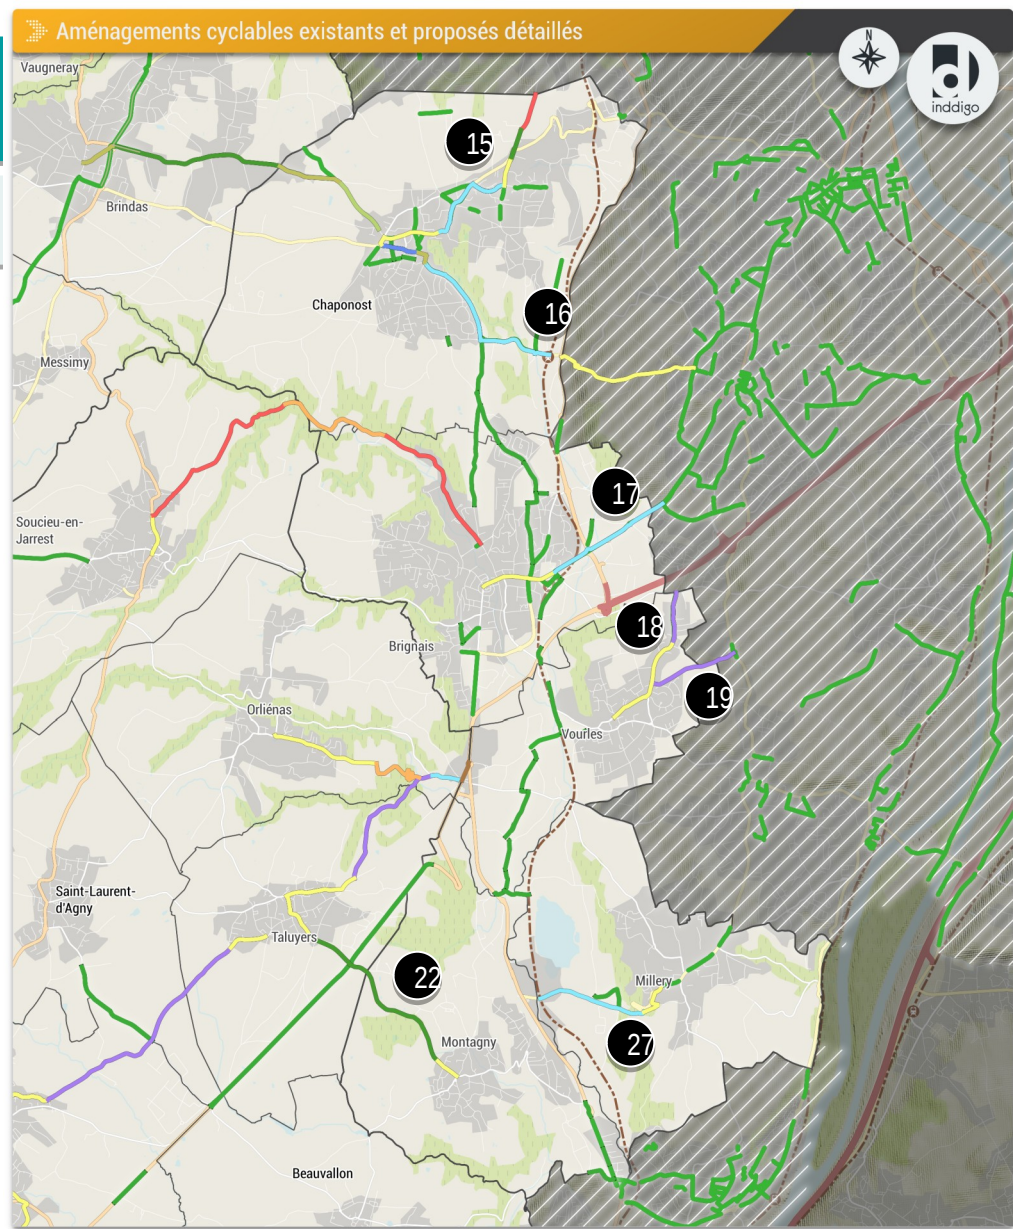 Aménagements cyclables existants et proposés détaillés
N
inddigo
Vaugneray
15
Brindas
Chaponost
16
Messimy
17
Soucieu-en-
Jarrest
18
Brignais
19
Orliénas
Vourles
Saint-Laurent-
d'Agny
Taluyers
22
Millery
27
Montagny
Beauvallon